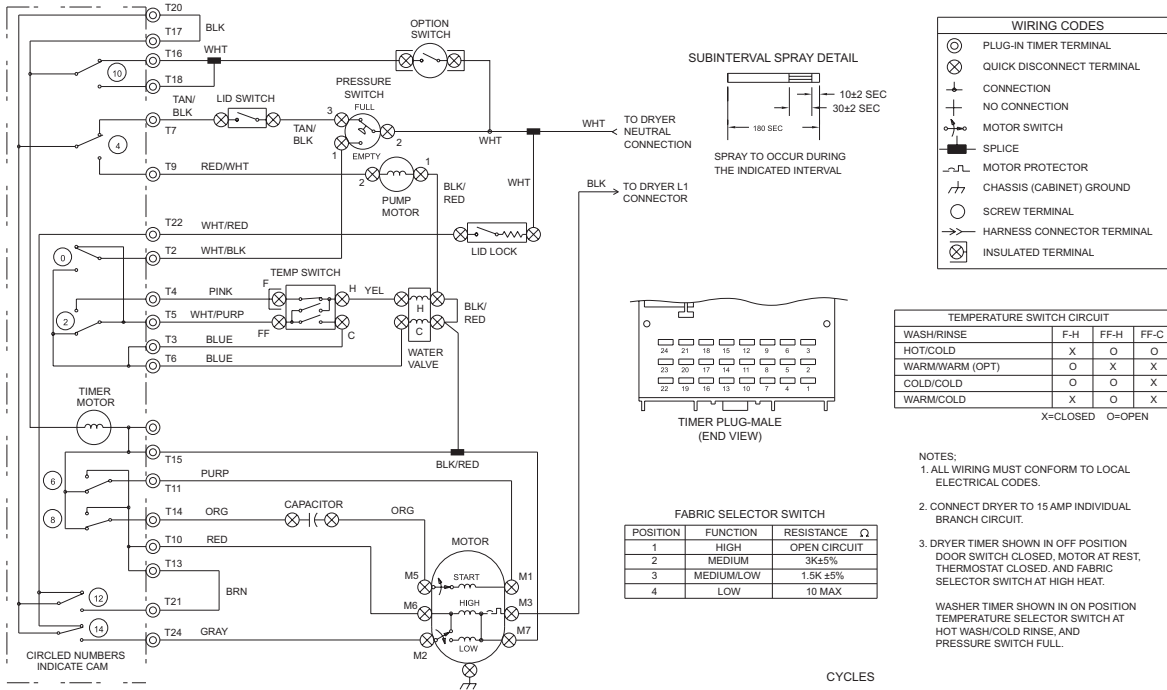 T20
T17
BLK
T16
WHT
10
T18
OPTION
SWITCH
TAN/
BLK
LID SWITCH
T7
4
PRESSURE
SWITCH
FULL
3
TAN/
BLK
2
1
EMPTY
WHT
WHT
TO DRYER
NEUTRAL
CONNECTION
T9
RED/WHT
2
1
PUMP
MOTOR
BLK/
RED
WHT
BLK
TO DRYER L1
CONNECTOR
T22
WHT/RED
LID LOCK
0
T2
WHT/BLK
TEMP SWITCH
T4
PINK
F
H
YEL
H
BLK/
RED
2
T5
WHT/PURP
FF
C
C
T3
BLUE
T6
BLUE
WATER
VALVE
TIMER
MOTOR
T15
BLK/RED
6
T11
PURP
8
T14
ORG
CAPACITOR
ORG
T10
RED
MOTOR
T13
M5
START
M1
BRN
M6
HIGH
M3
12
T21
14
T24
GRAY
M2
LOW
M7
CIRCLED NUMBERS
INDICATE CAM
SUBINTERVAL SPRAY DETAIL
10±2 SEC
30±2 SEC
180 SEC
SPRAY TO OCCUR DURING
THE INDICATED INTERVAL
24 21 18 15 12 9 6 3
23 20 17 14 11 8 5 2
22 19 16 13 10 7 4 1
TIMER PLUG-MALE
(END VIEW)
FABRIC SELECTOR SWITCH
POSITION FUNCTION RESISTANCE Ω
1 HIGH OPEN CIRCUIT
2 MEDIUM 3K±5%
3 MEDIUM/LOW 1.5K ±5%
4 LOW 10 MAX
CYCLES
WIRING CODES
PLUG-IN TIMER TERMINAL
QUICK DISCONNECT TERMINAL
CONNECTION
NO CONNECTION
MOTOR SWITCH
SPLICE
MOTOR PROTECTOR
CHASSIS (CABINET) GROUND
SCREW TERMINAL
HARNESS CONNECTOR TERMINAL
INSULATED TERMINAL
TEMPERATURE SWITCH CIRCUIT
WASH/RINSE F-H FF-H FF-C
HOT/COLD X O O
WARM/WARM (OPT) O X X
COLD/COLD O O X
WARM/COLD X O X
X=CLOSED O=OPEN
NOTES;
1. ALL WIRING MUST CONFORM TO LOCAL
ELECTRICAL CODES.
2. CONNECT DRYER TO 15 AMP INDIVIDUAL
BRANCH CIRCUIT.
3. DRYER TIMER SHOWN IN OFF POSITION
DOOR SWITCH CLOSED, MOTOR AT REST,
THERMOSTAT CLOSED. AND FABRIC
SELECTOR SWITCH AT HIGH HEAT.
WASHER TIMER SHOWN IN ON POSITION
TEMPERATURE SELECTOR SWITCH AT
HOT WASH/COLD RINSE, AND
PRESSURE SWITCH FULL.